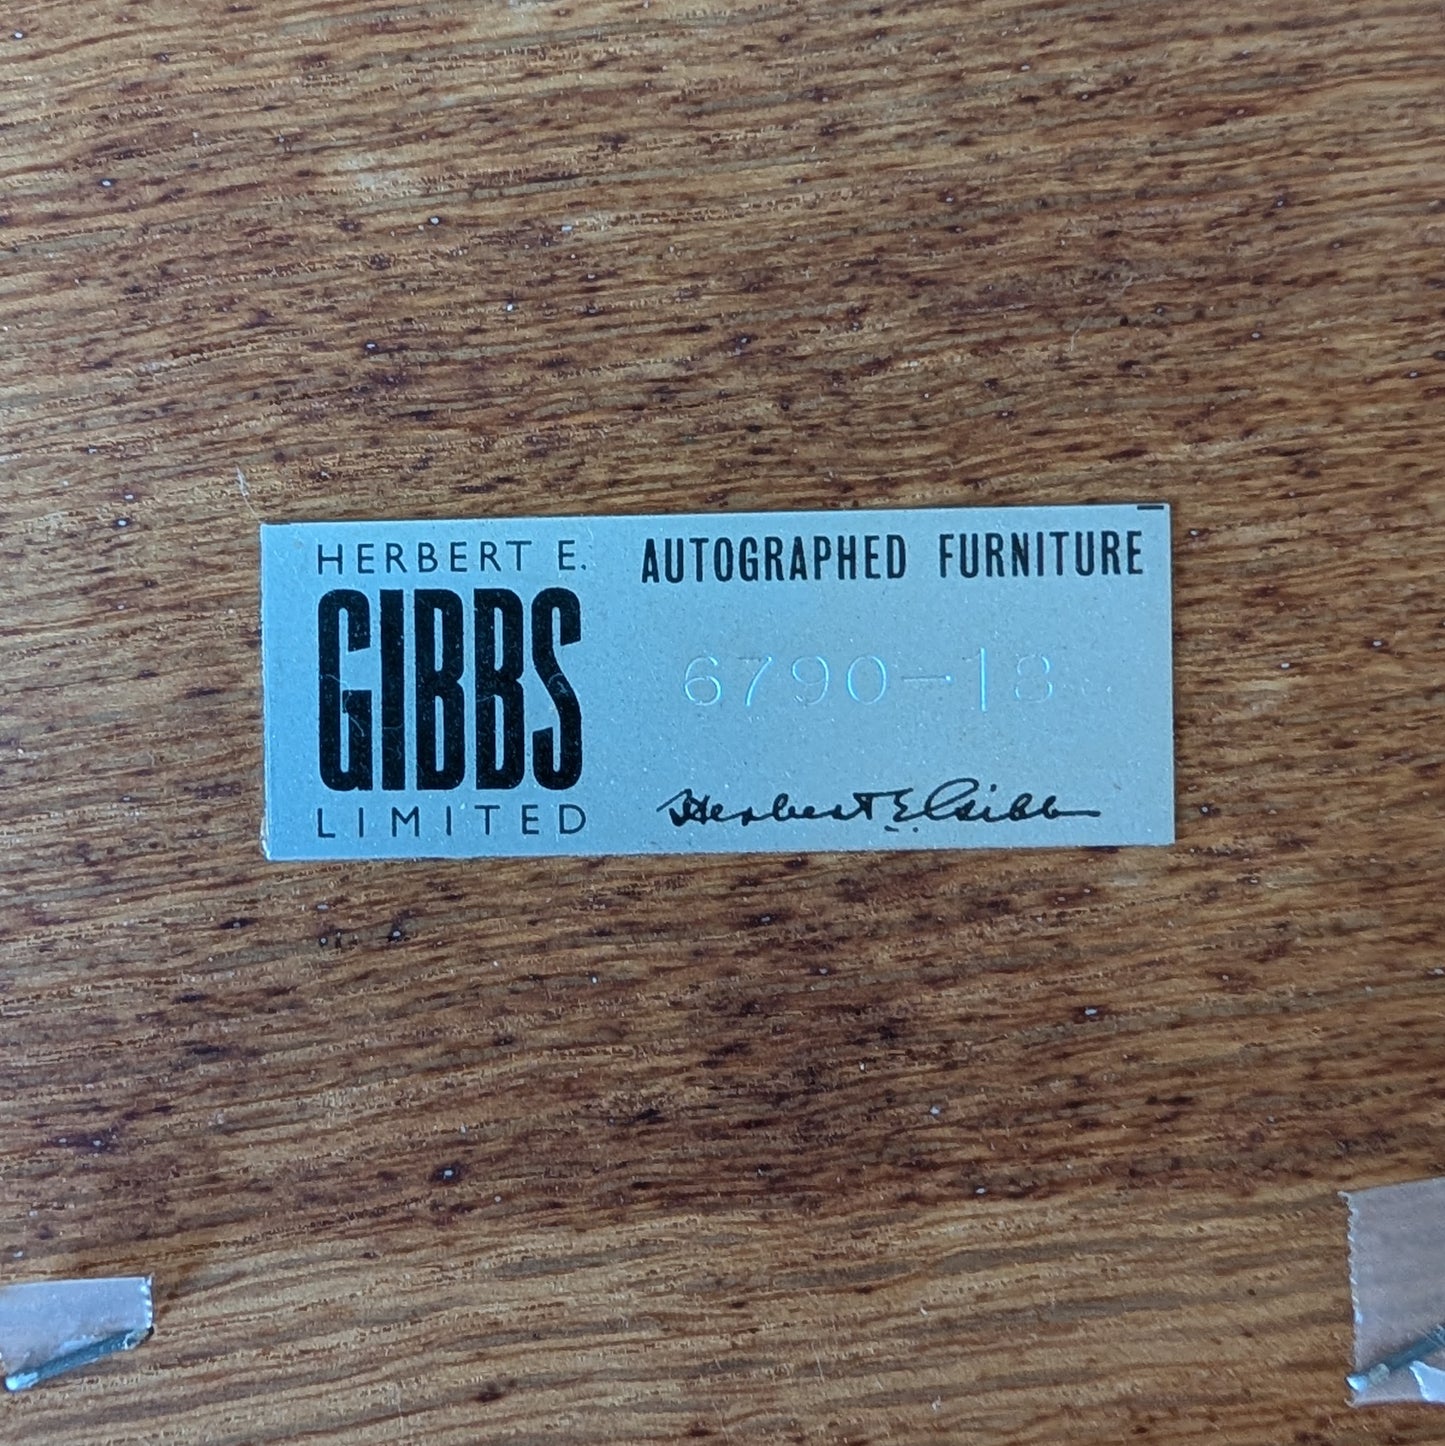 HERBERT E.
GIBBS
LIMITED
AUTOGRAPHED FURNITURE
6790-18
Herbert E. Gibbs